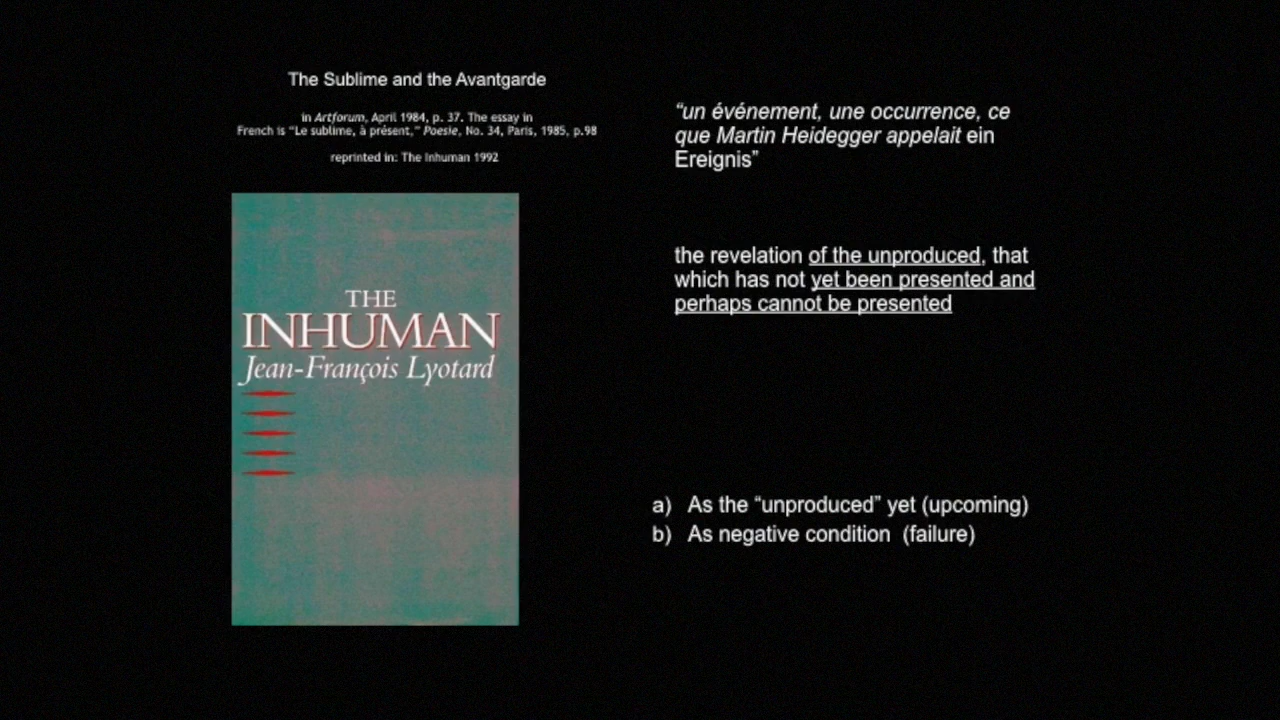 The Sublime and the Avantgarde
in Artforum, April 1984, p. 37. The essay in
French is “Le sublime, à présent,” Poesie, No. 34, Paris, 1985, p.98
reprinted in: The Inhuman 1992
THE
INHUMAN
Jean-François Lyotard
“un événement, une occurrence, ce
que Martin Heidegger appelait ein
Ereignis”
the revelation of the unproduced, that
which has not yet been presented and
perhaps cannot be presented
a) As the “unproduced” yet (upcoming)
b) As negative condition (failure)